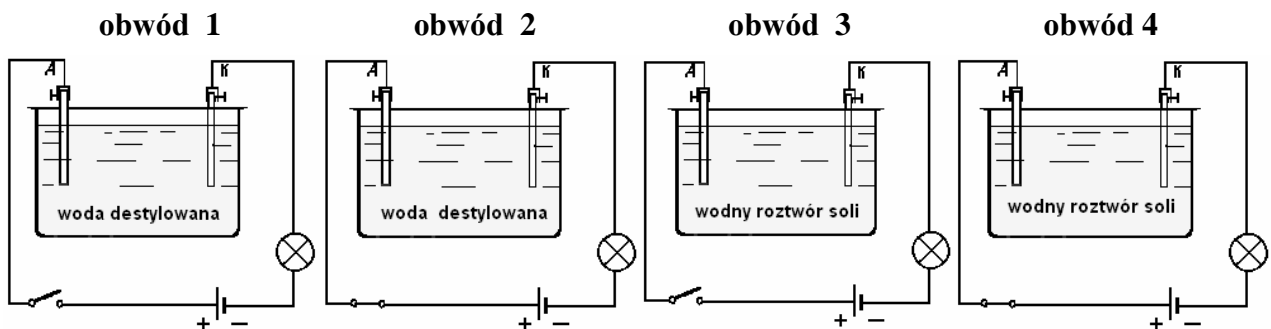 obwód 1 obwód 2 obwód 3 obwód 4
A K A K A K A K
woda destylowana woda destylowana wodny roztwór soli wodny roztwór soli
+ − + − + − + −